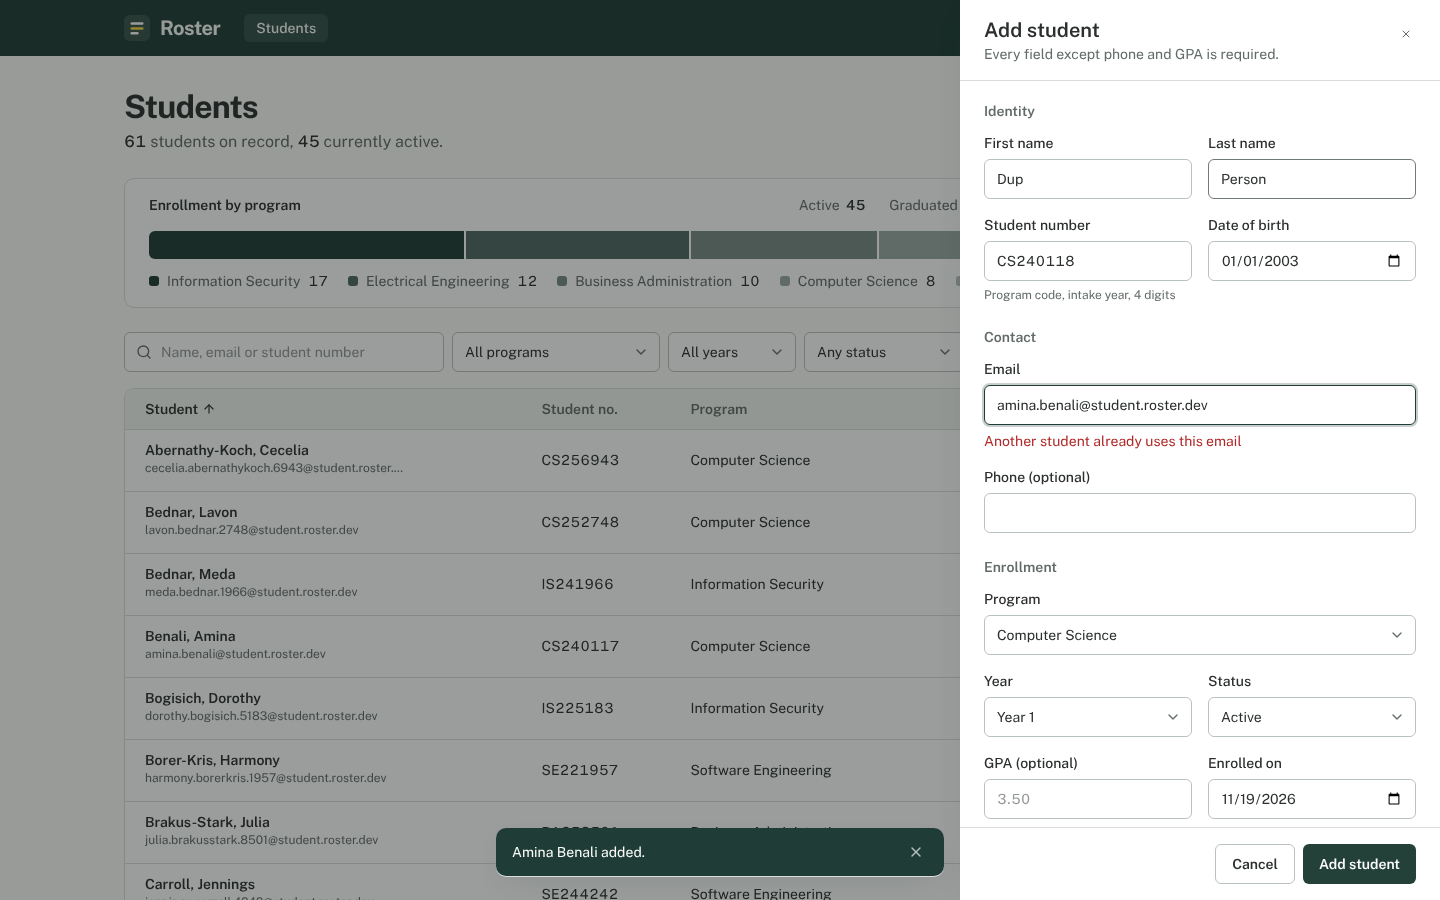 Roster
Students
Students
61 students on record, 45 currently active.
Enrollment by program
Active 45
Graduated
Information Security 17
Electrical Engineering 12
Business Administration 10
Computer Science 8
Name, email or student number
All programs
All years
Any status
Student
Student no.
Program
Abernathy-Koch, Cecelia
cecelia.abernathykoch.6943@student.roster....
CS256943
Computer Science
Bednar, Lavon
lavon.bednar.2748@student.roster.dev
CS252748
Computer Science
Bednar, Meda
meda.bednar.1966@student.roster.dev
IS241966
Information Security
Benali, Amina
amina.benali@student.roster.dev
CS240117
Computer Science
Bogisich, Dorothy
dorothy.bogisich.5183@student.roster.dev
IS225183
Information Security
Borer-Kris, Harmony
harmony.borerkris.1957@student.roster.dev
SE221957
Software Engineering
Brakus-Stark, Julia
julia.brakusstark.8501@student.roster.dev
Carroll, Jennings
SE244242
Software Engineering
Amina Benali added.
Add student
Every field except phone and GPA is required.
Identity
First name
Last name
Dup
Person
Student number
Date of birth
CS240118
01/01/2003
Program code, intake year, 4 digits
Contact
Email
amina.benali@student.roster.dev
Another student already uses this email
Phone (optional)
Enrollment
Program
Computer Science
Year
Status
Year 1
Active
GPA (optional)
Enrolled on
3.50
11/19/2026
Cancel
Add student